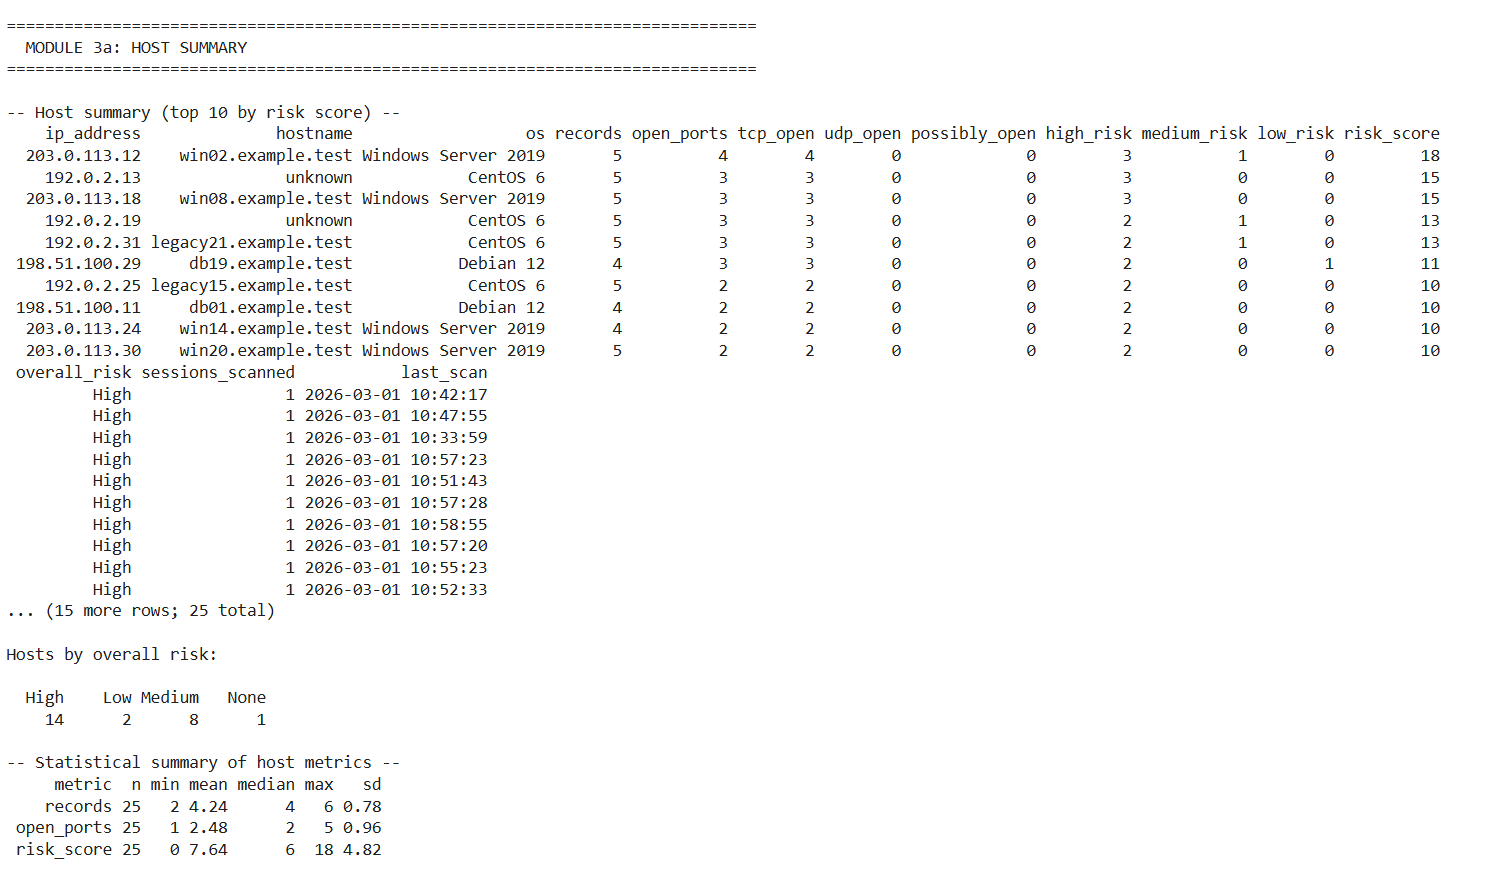 ==============================================================================
  MODULE 3a: HOST SUMMARY
==============================================================================

-- Host summary (top 10 by risk score) --
    ip_address              hostname                  os records open_ports tcp_open udp_open possibly_open high_risk medium_risk low_risk risk_score
  203.0.113.12    win02.example.test Windows Server 2019       5          4        4        0             0         3           1        0         18
    192.0.2.13               unknown            CentOS 6       5          3        3        0             0         3           0        0         15
  203.0.113.18    win08.example.test Windows Server 2019       5          3        3        0             0         3           0        0         15
    192.0.2.19               unknown            CentOS 6       5          3        3        0             0         2           1        0         13
    192.0.2.31 legacy21.example.test            CentOS 6       5          3        3        0             0         2           1        0         13
 198.51.100.29     db19.example.test           Debian 12       4          3        3        0             0         2           0        1         11
    192.0.2.25 legacy15.example.test            CentOS 6       5          2        2        0             0         2           0        0         10
 198.51.100.11     db01.example.test           Debian 12       4          2        2        0             0         2           0        0         10
  203.0.113.24    win14.example.test Windows Server 2019       4          2        2        0             0         2           0        0         10
  203.0.113.30    win20.example.test Windows Server 2019       5          2        2        0             0         2           0        0         10
 overall_risk sessions_scanned           last_scan
         High                1 2026-03-01 10:42:17
         High                1 2026-03-01 10:47:55
         High                1 2026-03-01 10:33:59
         High                1 2026-03-01 10:57:23
         High                1 2026-03-01 10:51:43
         High                1 2026-03-01 10:57:28
         High                1 2026-03-01 10:58:55
         High                1 2026-03-01 10:57:20
         High                1 2026-03-01 10:55:23
         High                1 2026-03-01 10:52:33
... (15 more rows; 25 total)

Hosts by overall risk:

  High    Low Medium   None
    14      2      8      1

-- Statistical summary of host metrics --
     metric  n min mean median max   sd
    records 25   2 4.24      4   6 0.78
 open_ports 25   1 2.48      2   5 0.96
 risk_score 25   0 7.64      6  18 4.82